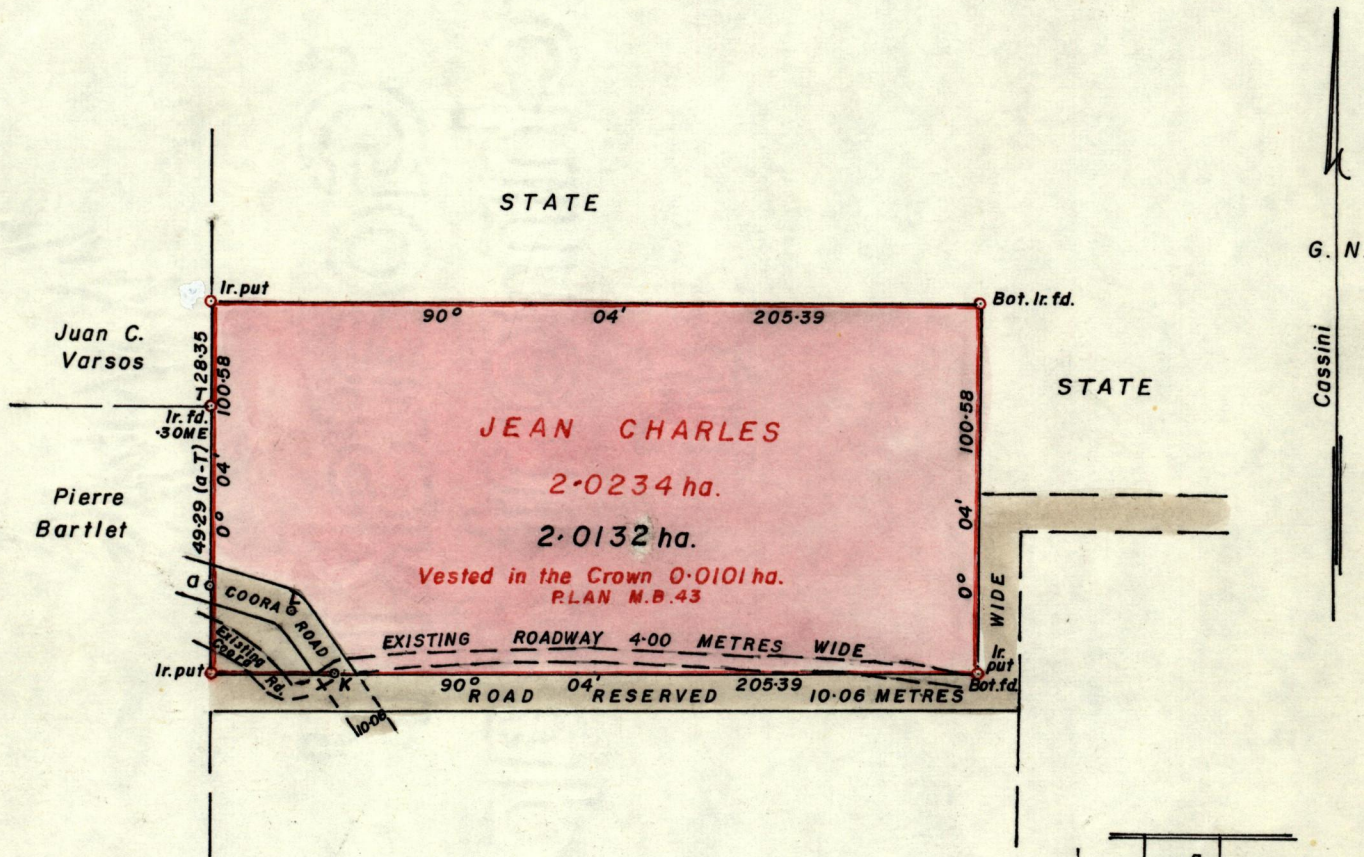 STATE
G. N.
Cassini
Ir. put
Bot. Ir. fd.
90° 04' 205·39
Juan C.
Varsos
T 28·35
100·58
Ir. fd.
·30ME
49·29 (a-T)
0° 04'
STATE
100·58
0° 04'
JEAN CHARLES
2·0234 ha.
2·0132 ha.
Vested in the Crown 0·0101 ha.
PLAN M.B.43
Pierre
Bartlet
a
COORA ROAD
L
Existing
Coora Rd.
EXISTING ROADWAY 4·00 METRES WIDE
WIDE
Ir.
put
Ir. put
X K
90° 04' 205·39
Bot. fd.
ROAD RESERVED 10·06 METRES
10·06